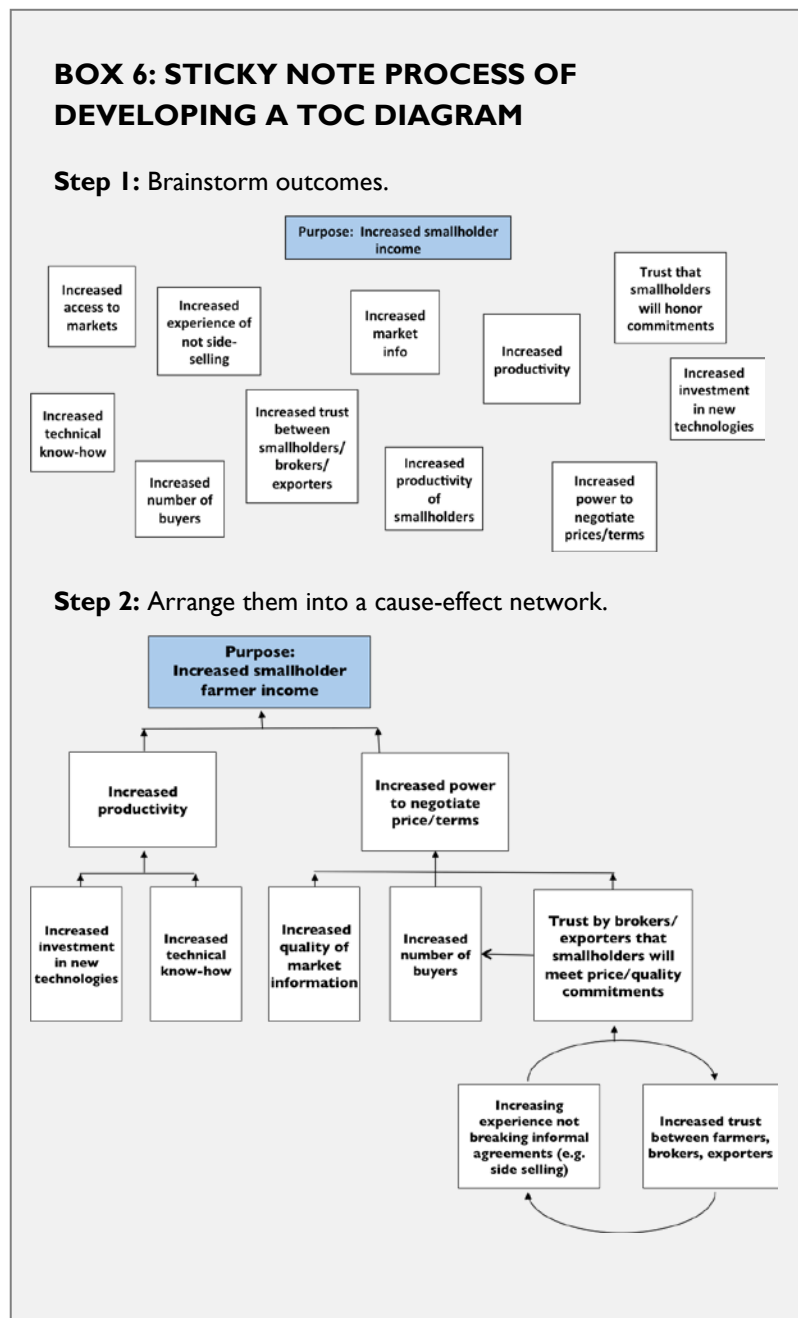 BOX 6: STICKY NOTE PROCESS OF
DEVELOPING A TOC DIAGRAM
Step 1: Brainstorm outcomes.
Purpose: Increased smallholder
income
Increased
access to
markets
Increased
experience of
not side-
selling
Increased
market
info
Increased
productivity
Trust that
smallholders
will honor
commitments
Increased
technical
know-how
Increased
number of
buyers
Increased trust
between
smallholders/
brokers/
exporters
Increased
productivity
of
smallholders
Increased
power to
negotiate
prices/terms
Increased
investment
in new
technologies
Step 2: Arrange them into a cause-effect network.
Purpose:
Increased smallholder
farmer income
Increased
productivity
Increased power
to negotiate
price/terms
Increased
investment
in new
technologies
Increased
technical
know-how
Increased
quality of
market
information
Increased
number of
buyers
Trust by brokers/
exporters that
smallholders will
meet price/quality
commitments
Increasing
experience not
breaking informal
agreements (e.g.
side selling)
Increased trust
between farmers,
brokers, exporters